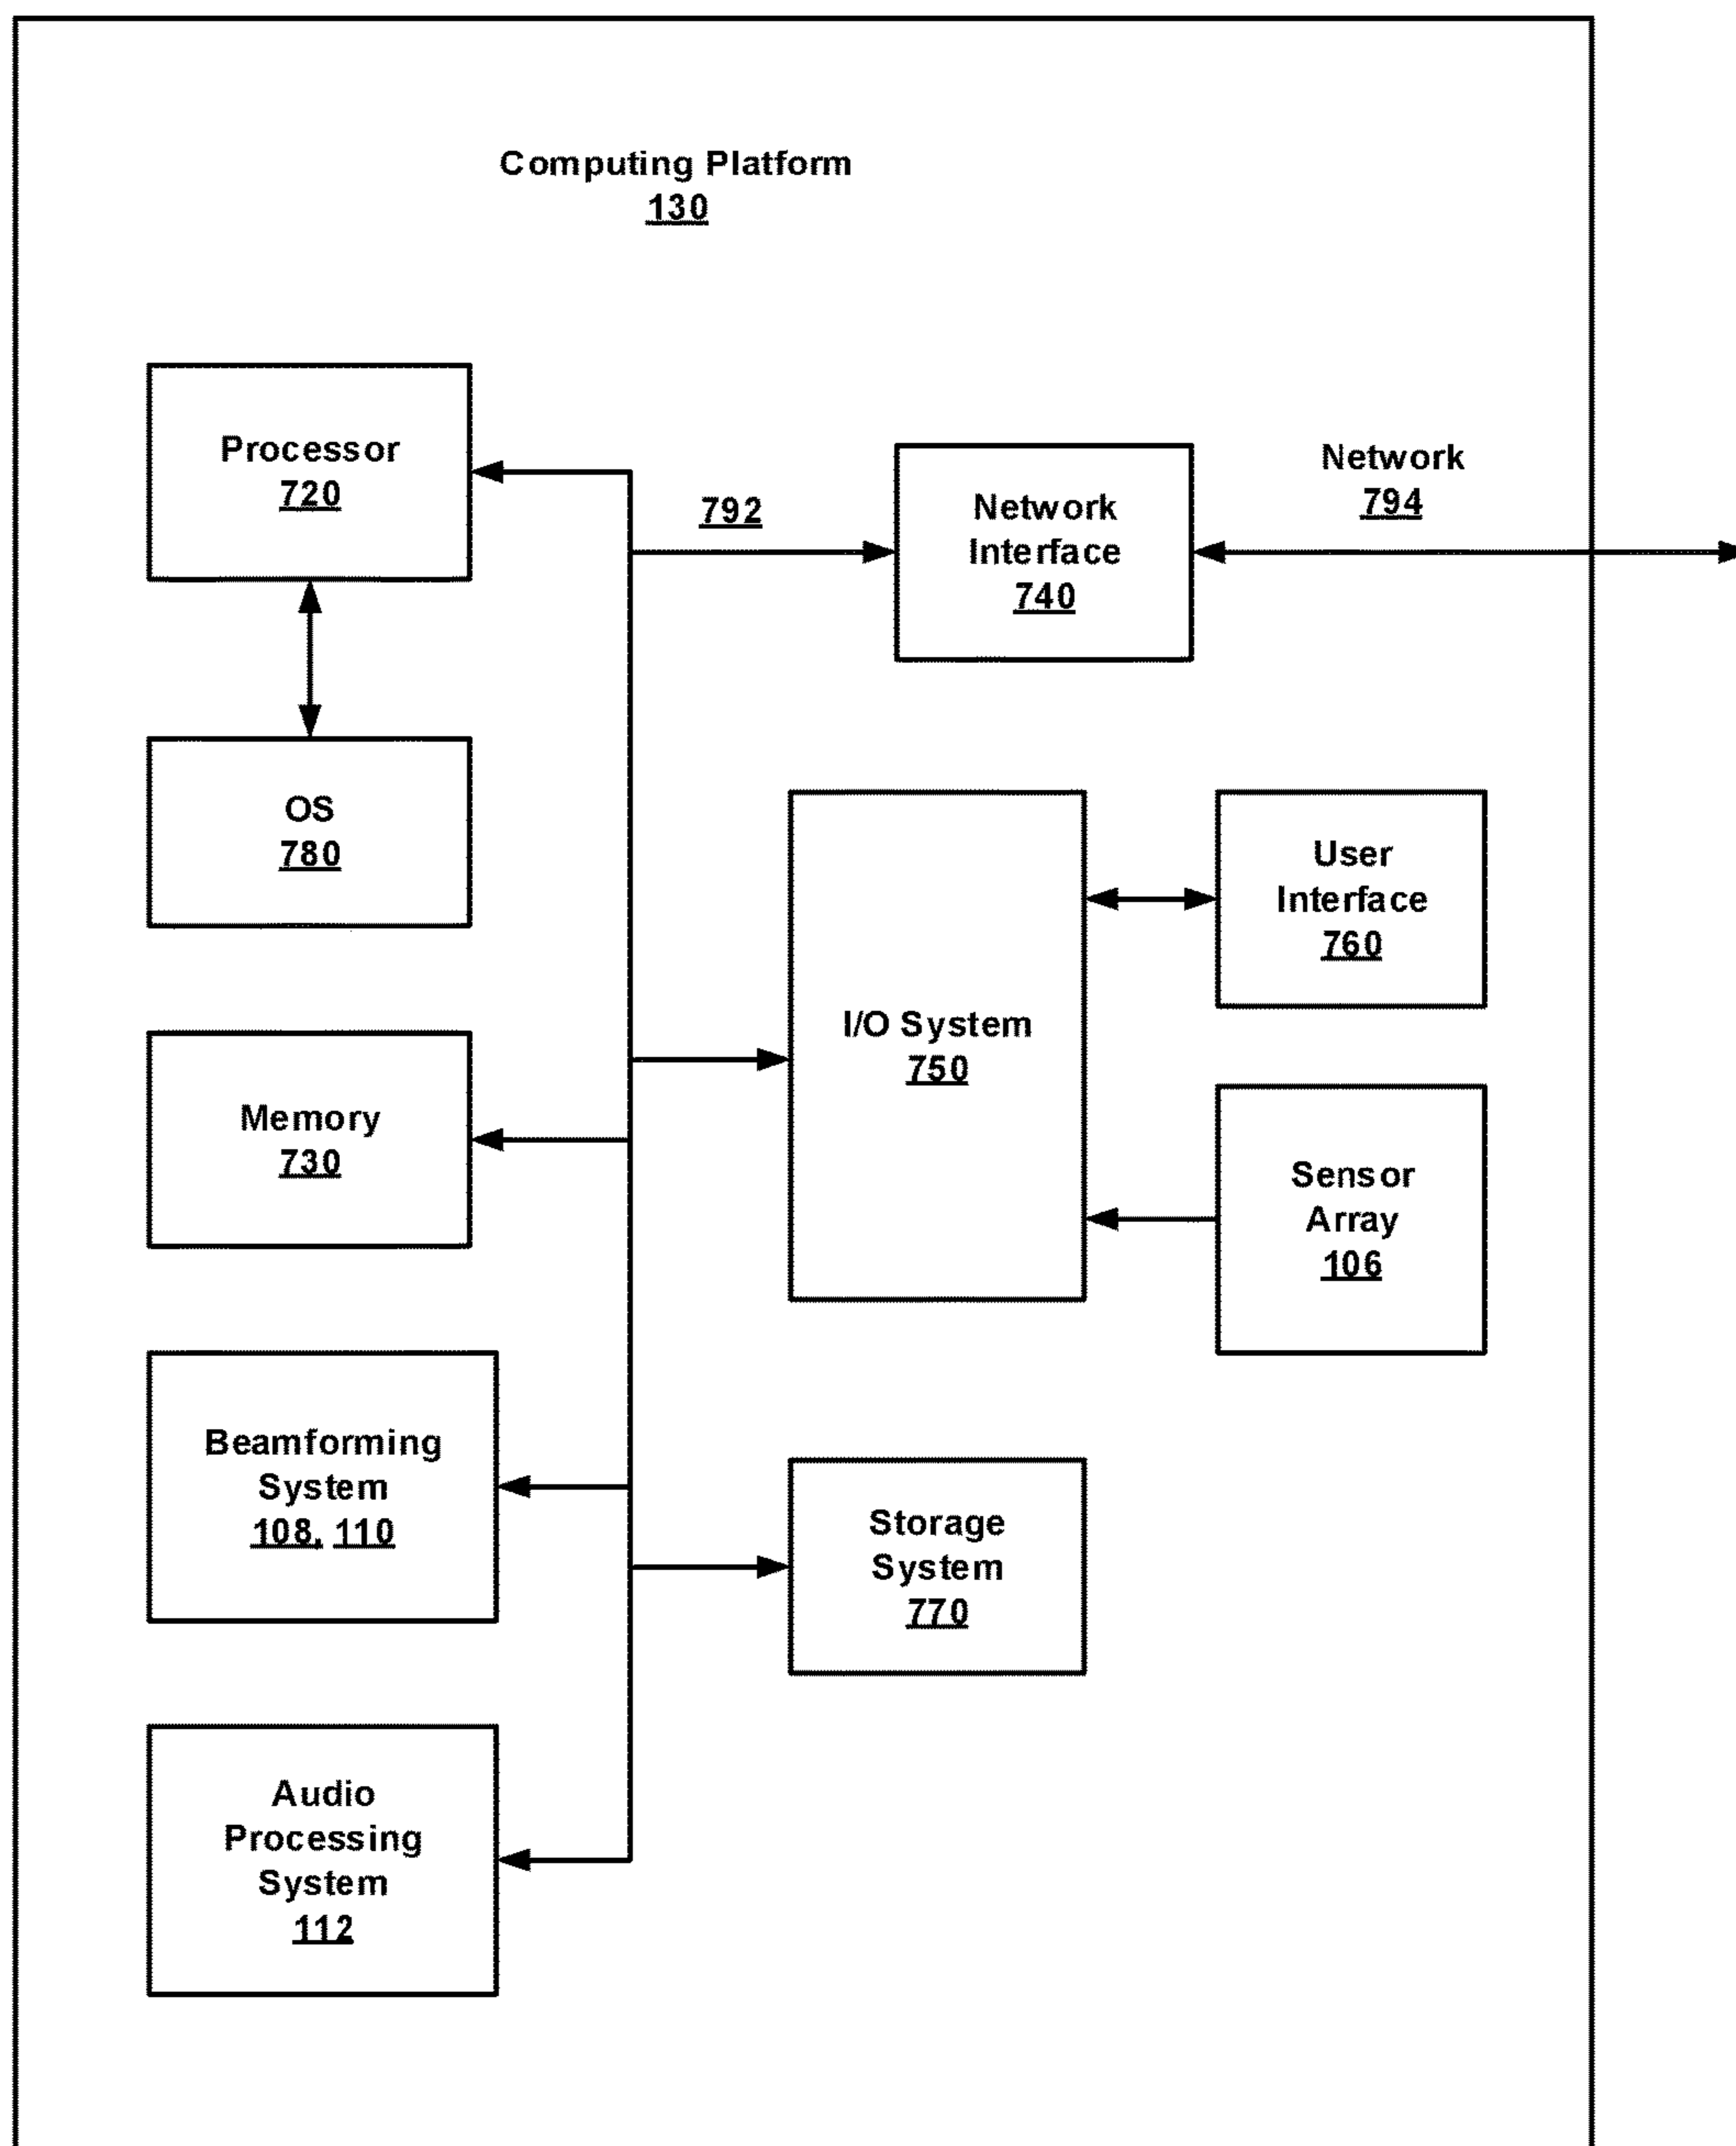 Computing Platform
130
Processor
720
792
Network
Interface
740
Network
794
OS
780
User
Interface
760
I/O System
750
Memory
730
Sensor
Array
106
Beamforming
System
108, 110
Storage
System
770
Audio
Processing
System
112